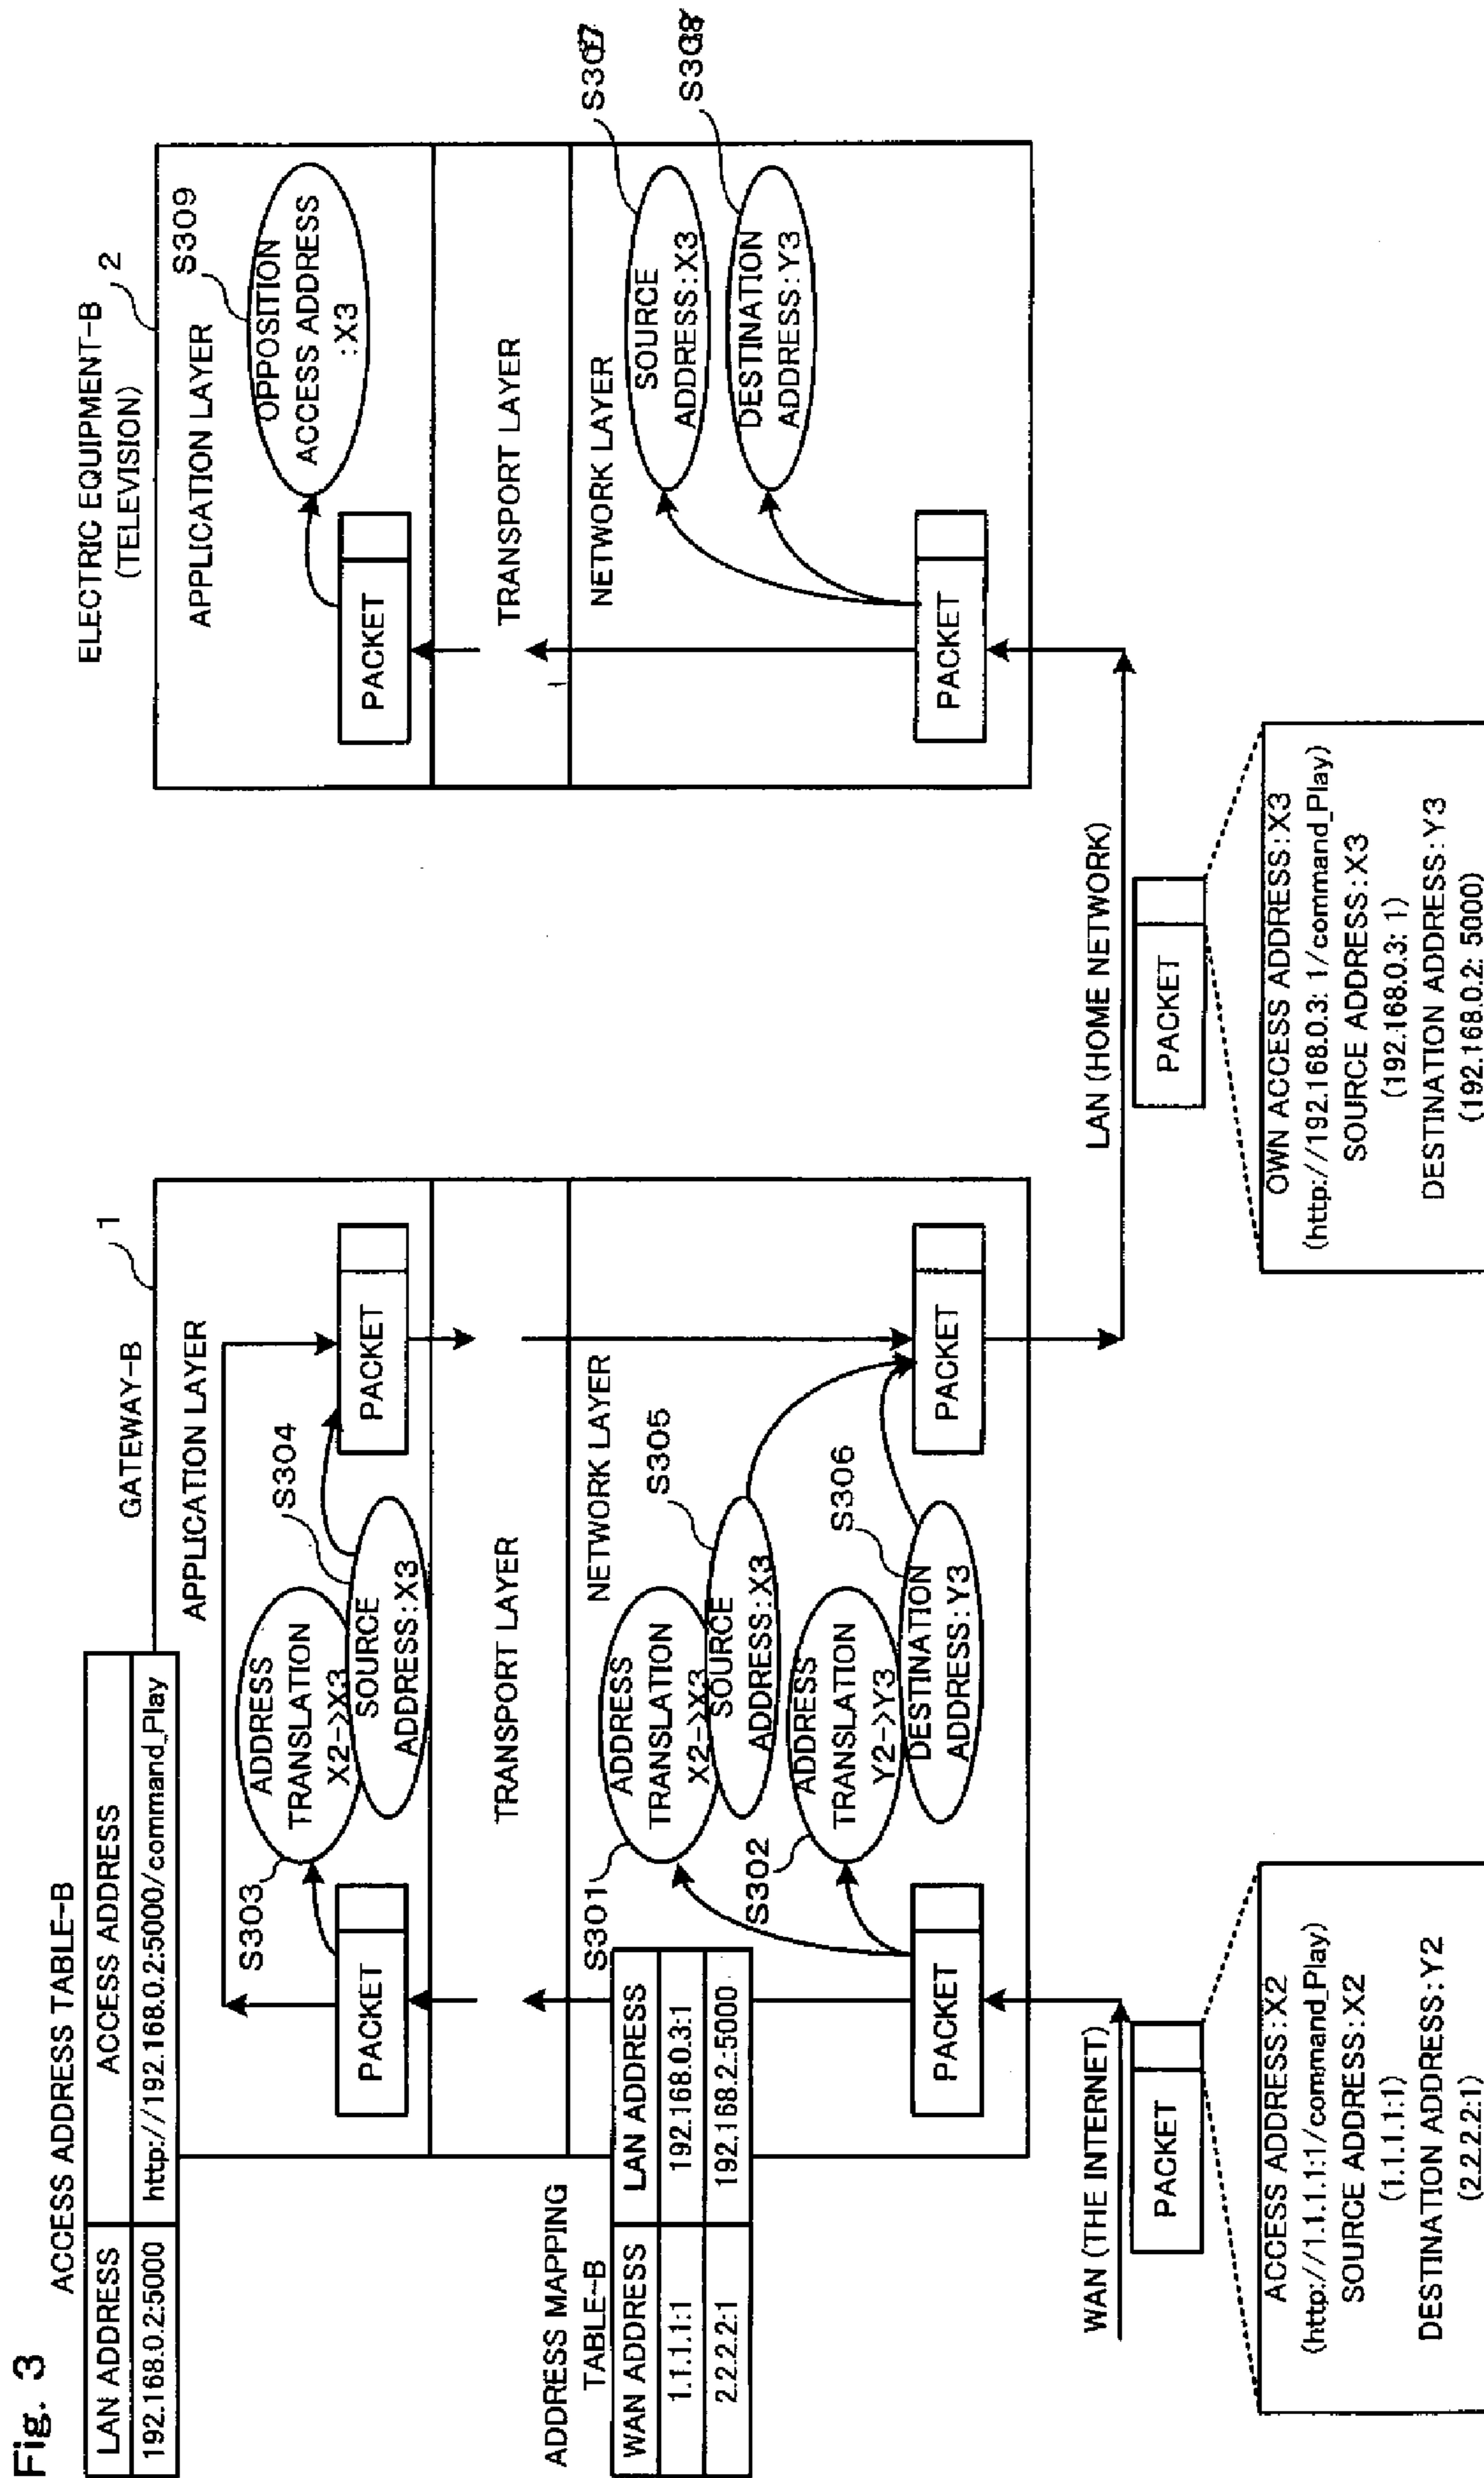 Fig. 3
ACCESS ADDRESS TABLE-B
LAN ADDRESS
ACCESS ADDRESS
192.168.0.2:5000
http://192.168.0.2:5000/command_Play
GATEWAY-B
1
APPLICATION LAYER
S303
ADDRESS
TRANSLATION
X2->X3
S304
SOURCE
ADDRESS:X3
PACKET
PACKET
TRANSPORT LAYER
ADDRESS MAPPING
TABLE-B
WAN ADDRESS
LAN ADDRESS
1.1.1.1:1
192.168.0.3:1
2.2.2.2:1
192.168.2.:5000
NETWORK LAYER
S301
ADDRESS
TRANSLATION
X2->X3
S305
SOURCE
ADDRESS:X3
S302
ADDRESS
TRANSLATION
Y2->Y3
S306
DESTINATION
ADDRESS:Y3
PACKET
PACKET
WAN (THE INTERNET)
PACKET
ACCESS ADDRESS:X2
(http://1.1.1.1:1/command_Play)
SOURCE ADDRESS:X2
(1.1.1.1:1)
DESTINATION ADDRESS:Y2
(2.2.2.2:1)
ELECTRIC EQUIPMENT-B
(TELEVISION)
2
APPLICATION LAYER
S309
OPPOSITION
ACCESS ADDRESS
:X3
PACKET
TRANSPORT LAYER
NETWORK LAYER
S307
SOURCE
ADDRESS:X3
S308
DESTINATION
ADDRESS:Y3
PACKET
LAN (HOME NETWORK)
PACKET
OWN ACCESS ADDRESS:X3
(http://192.168.0.3: 1/command_Play)
SOURCE ADDRESS:X3
(192.168.0.3: 1)
DESTINATION ADDRESS:Y3
(192.168.0.2: 5000)